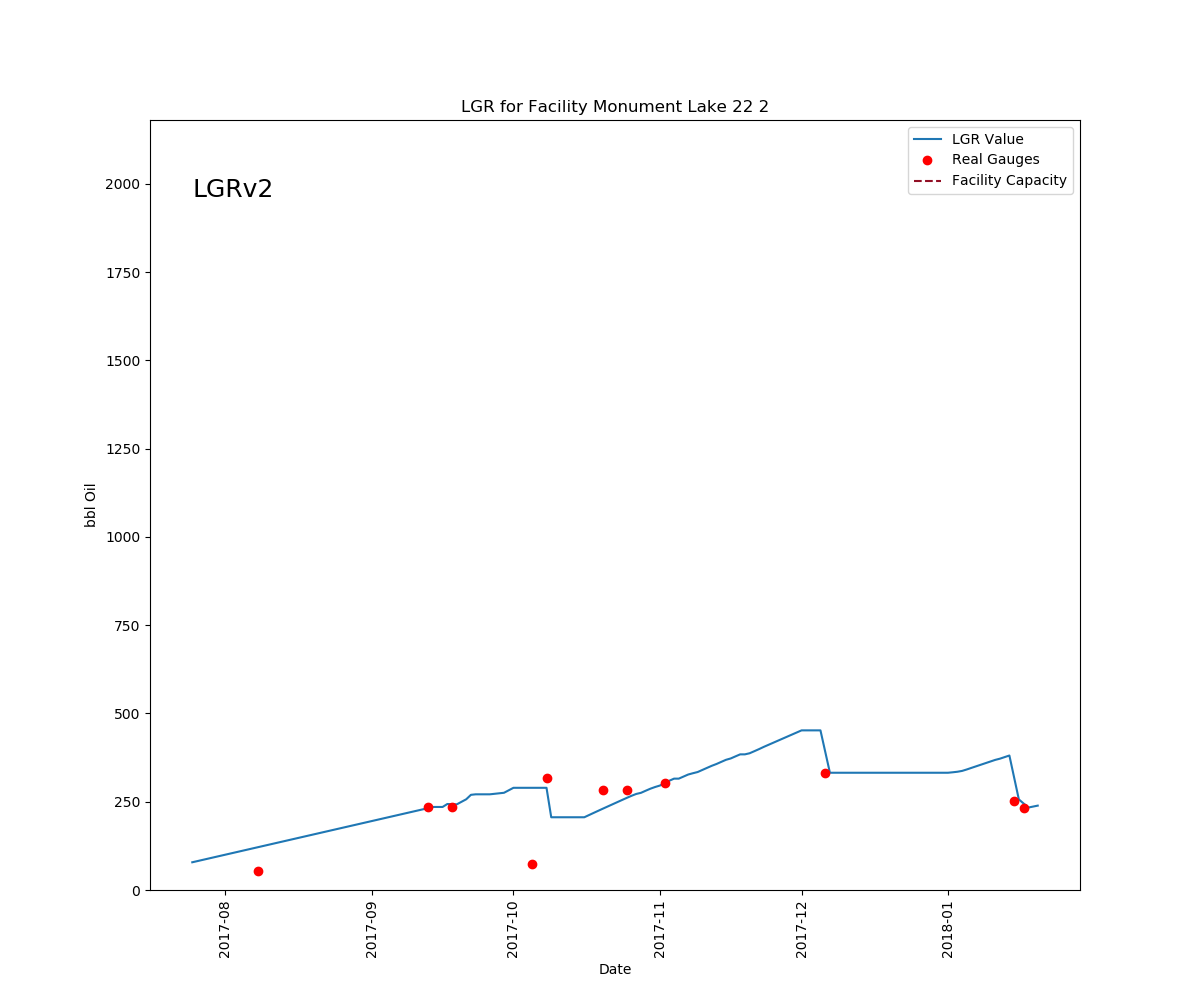 LGR for Facility Monument Lake 22 2
LGR Value
Real Gauges
Facility Capacity
LGRv2
2000
1750
1500
1250
1000
750
500
250
0
bbl Oil
2017-08
2017-09
2017-10
2017-11
2017-12
2018-01
Date